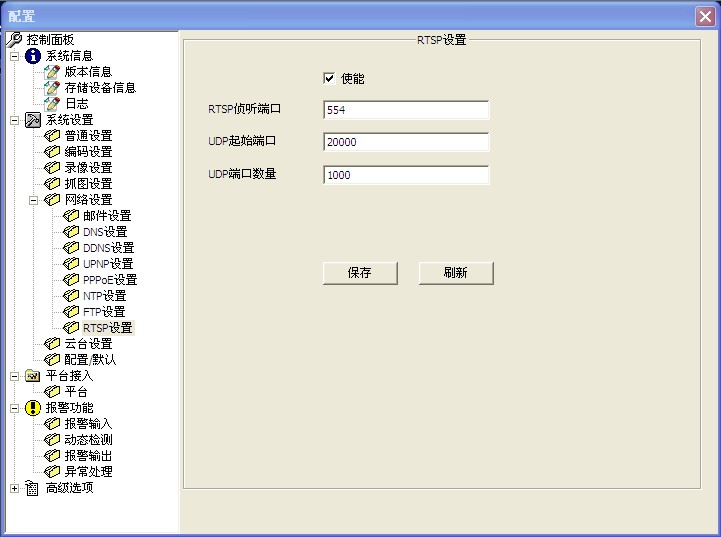 配置
控制面板
系统信息
版本信息
存储设备信息
日志
系统设置
普通设置
编码设置
录像设置
抓图设置
网络设置
邮件设置
DNS设置
DDNS设置
UPNP设置
PPPoE设置
NTP设置
FTP设置
RTSP设置
云台设置
配置/默认
平台接入
平台
报警功能
报警输入
动态检测
报警输出
异常处理
高级选项
RTSP设置
使能
RTSP侦听端口 554
UDP起始端口 20000
UDP端口数量 1000
保存 刷新